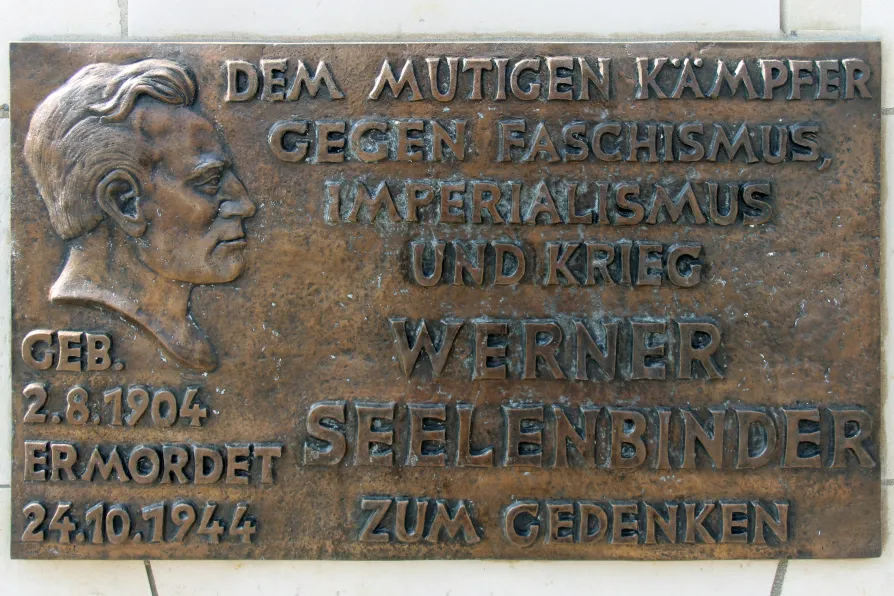 DEM MUTIGEN KÄMPFER
GEGEN FASCHISMUS,
IMPERIALISMUS
UND KRIEG
WERNER
SEELENBINDER
ZUM GEDENKEN
GEB.
2.8.1904
ERMORDET
24.10.1944